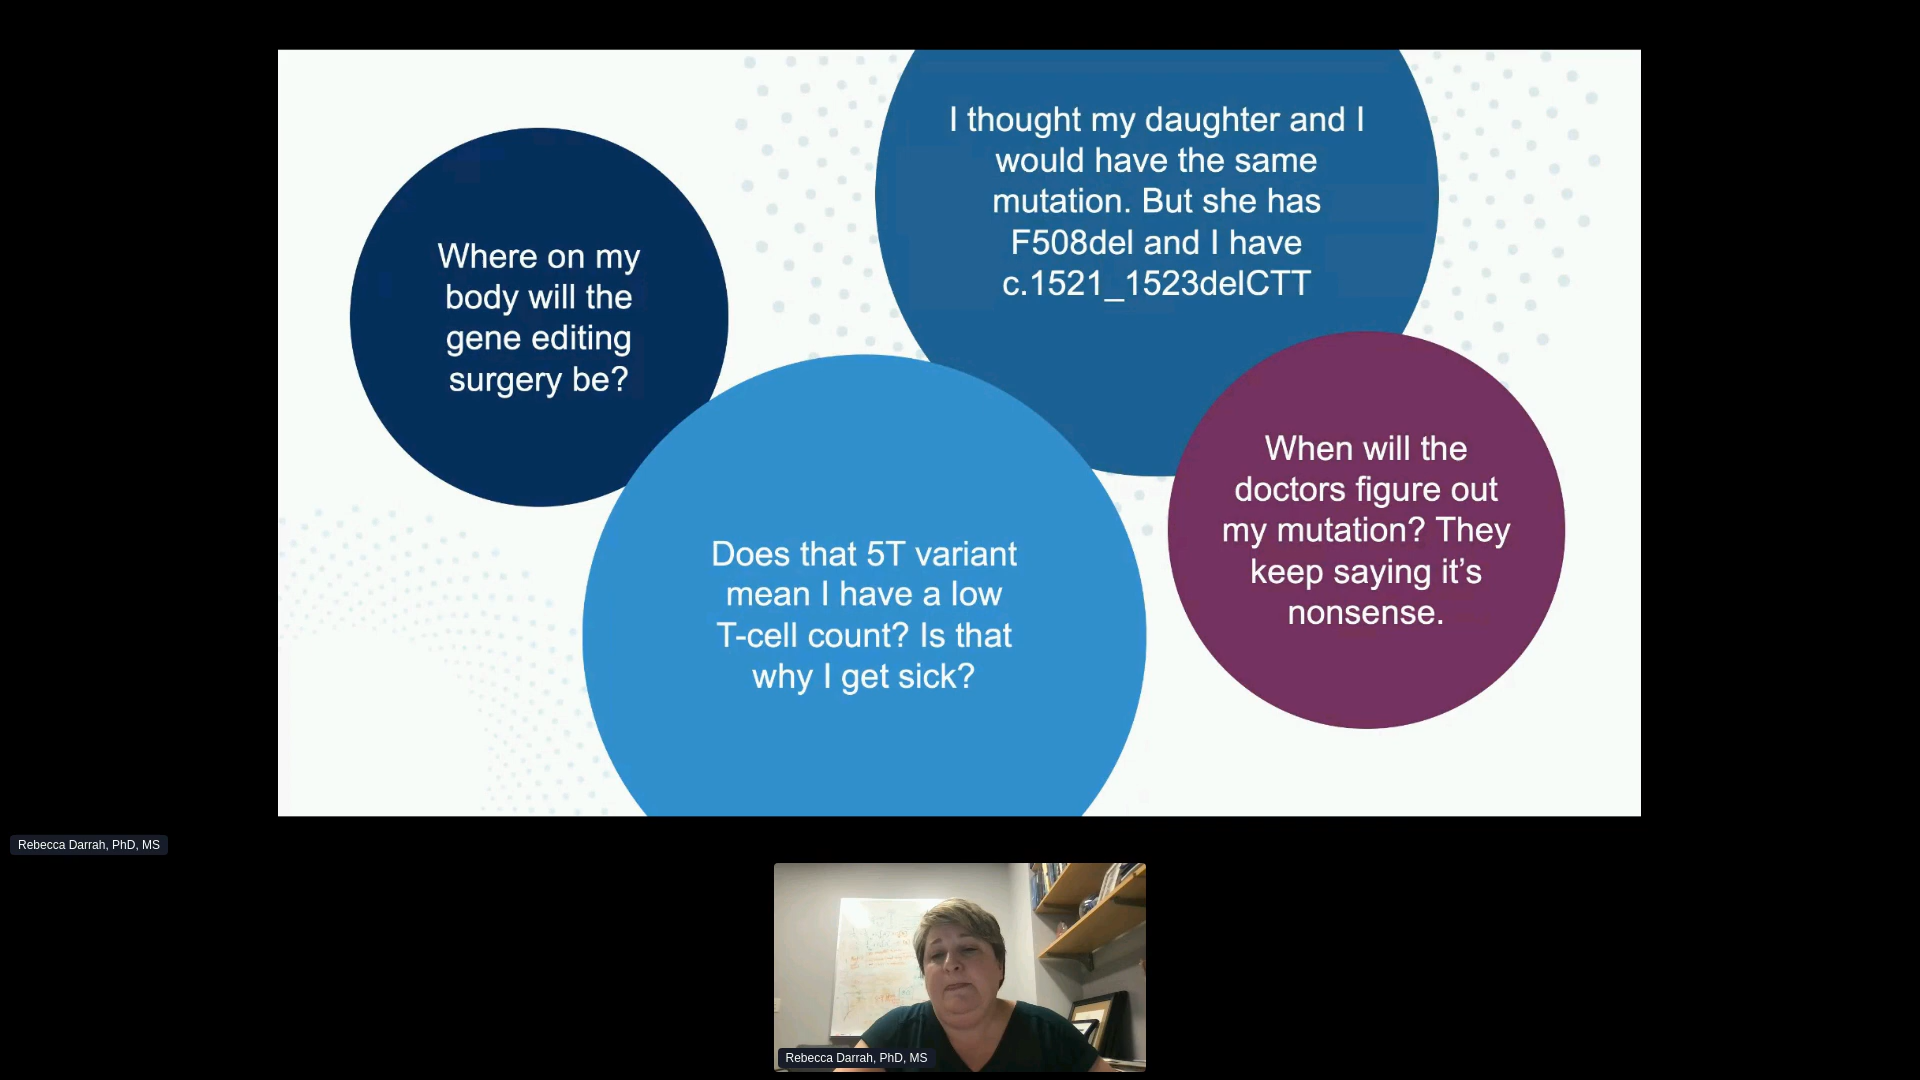 Where on my
body will the
gene editing
surgery be?
I thought my daughter and I
would have the same
mutation. But she has
F508del and I have
c.1521_1523delCTT
Does that 5T variant
mean I have a low
T-cell count? Is that
why I get sick?
When will the
doctors figure out
my mutation? They
keep saying it’s
nonsense.
Rebecca Darrah, PhD, MS
Rebecca Darrah, PhD, MS